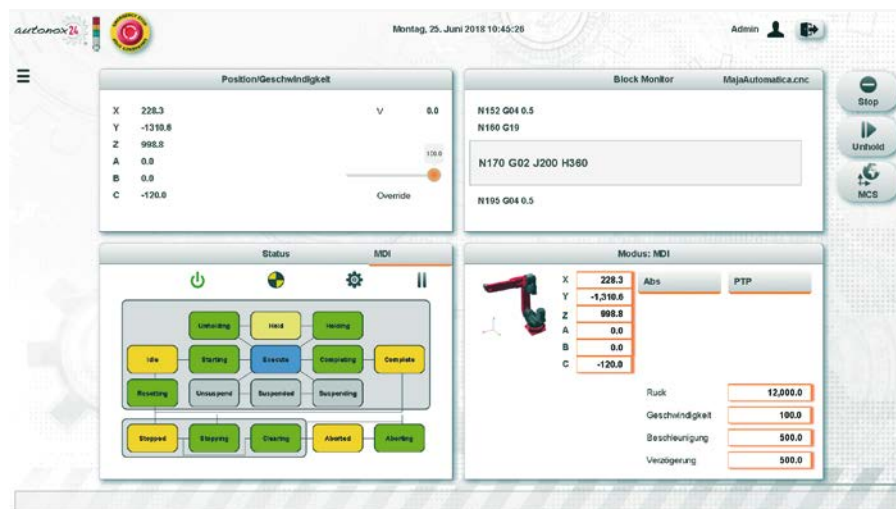 autonox24
Montag, 25. Juni 2018 10:45:26
Admin
Position/Geschwindigkeit
X 228.3
V 0.0
Y -1310.6
Z 998.8
A 0.0
100.0
B 0.0
C -120.0
Override
Block Monitor
MajaAutomatica.cnc
N152 G04 0.5
N160 G19
N170 G02 J200 H360
N195 G04 0.5
Stop
Unhold
MCS
Status
MDI
Unholding
Held
Holding
Idle
Starting
Execute
Completing
Complete
Resetting
Unsuspend
Suspended
Suspending
Stopped
Stopping
Clearing
Aborted
Aborting
Modus: MDI
X 228.3
Abs
PTP
Y -1,310.6
Z 998.8
A 0.0
B 0.0
C -120.0
Ruck 12,000.0
Geschwindigkeit 100.0
Beschleunigung 500.0
Verzögerung 500.0